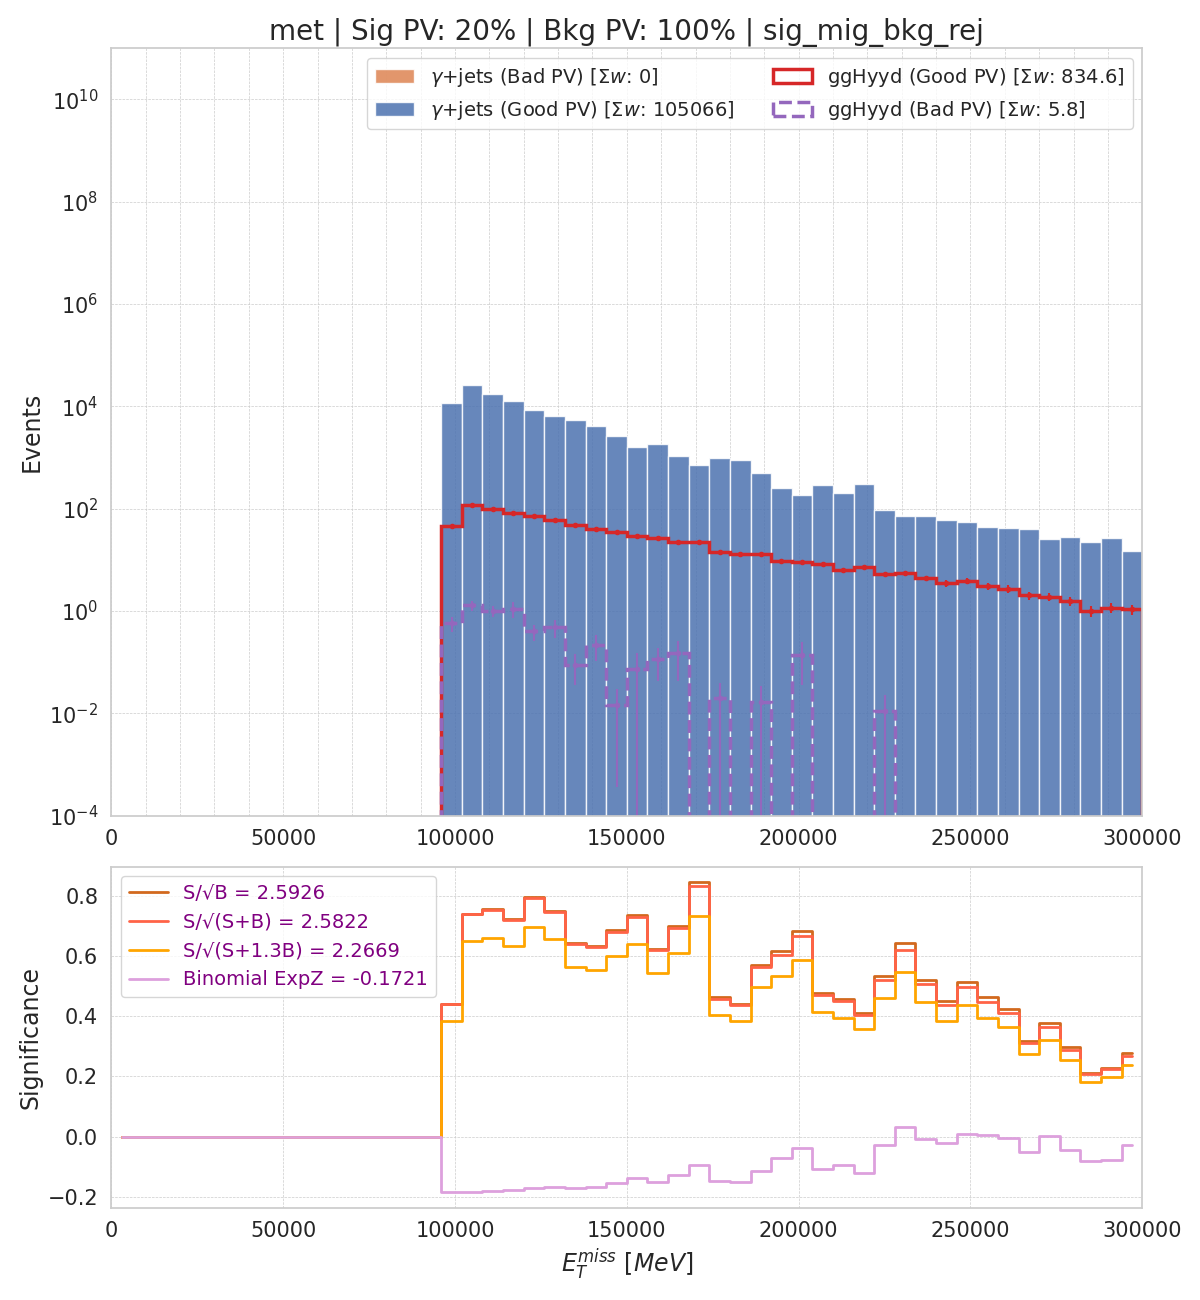 met | Sig PV: 20% | Bkg PV: 100% | sig_mig_bkg_rej
γ+jets (Bad PV) [Σw: 0]
γ+jets (Good PV) [Σw: 105066]
ggHyyd (Good PV) [Σw: 834.6]
ggHyyd (Bad PV) [Σw: 5.8]
Events
10^10
10^8
10^6
10^4
10^2
10^0
10^−2
10^−4
0 50000 100000 150000 200000 250000 300000
S/√B = 2.5926
S/√(S+B) = 2.5822
S/√(S+1.3B) = 2.2669
Binomial ExpZ = -0.1721
Significance
0.8
0.6
0.4
0.2
0.0
−0.2
0 50000 100000 150000 200000 250000 300000
E_T^miss [MeV]